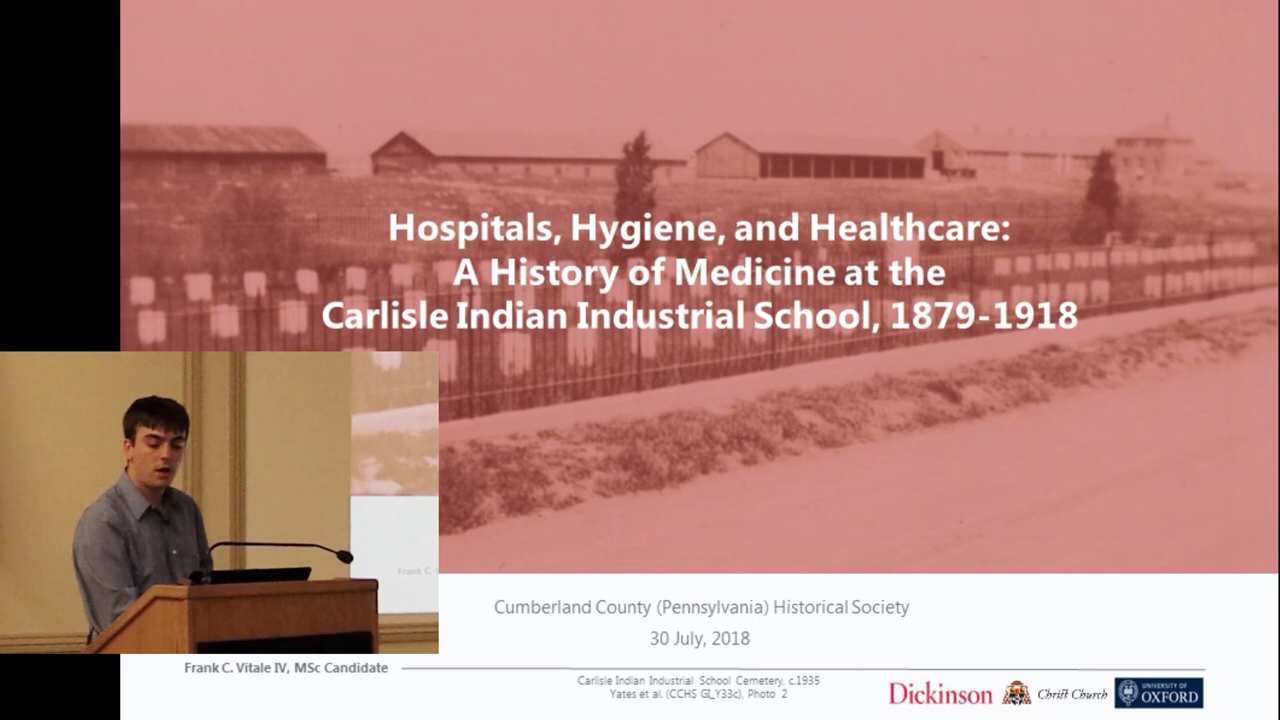 Hospitals, Hygiene, and Healthcare:
A History of Medicine at the
Carlisle Indian Industrial School, 1879-1918
Frank C.
Cumberland County (Pennsylvania) Historical Society
30 July, 2018
Frank C. Vitale IV, MSc Candidate
Carlisle Indian Industrial School Cemetery, c.1935
Yates et al. (CCHS GI_Y33c), Photo 2
Dickinson
Christ Church
UNIVERSITY OF
OXFORD